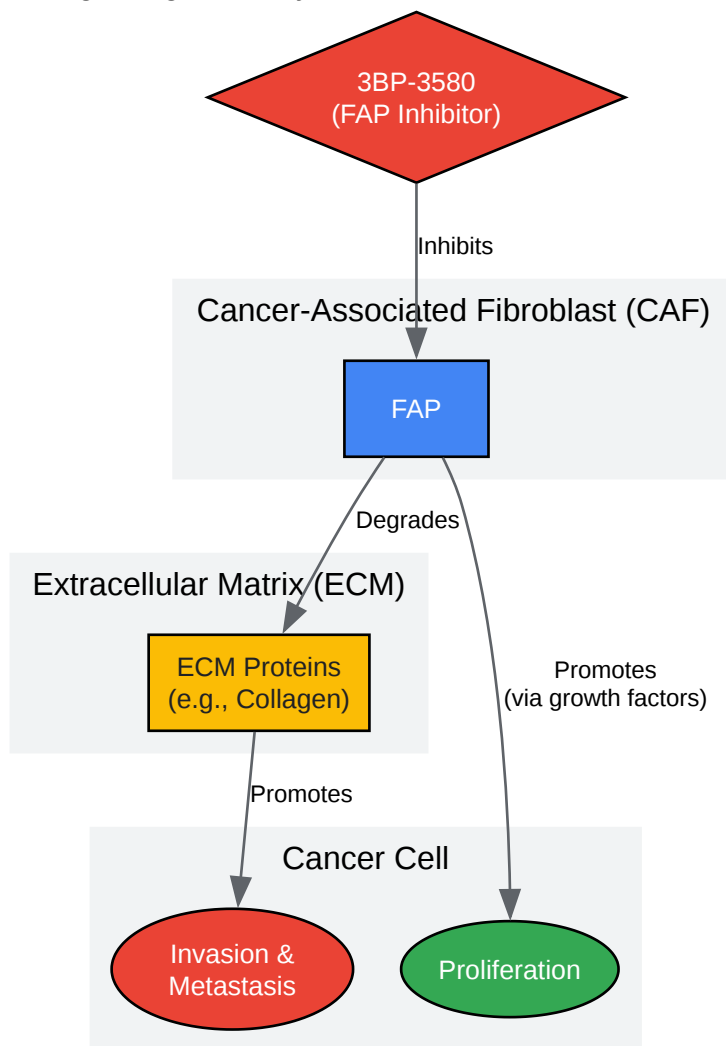 3BP-3580
(FAP Inhibitor)
Inhibits
Cancer-Associated Fibroblast (CAF)
FAP
Degrades
Extracellular Matrix (ECM)
ECM Proteins
(e.g., Collagen)
Promotes
(via growth factors)
Promotes
Cancer Cell
Invasion &
Metastasis
Proliferation